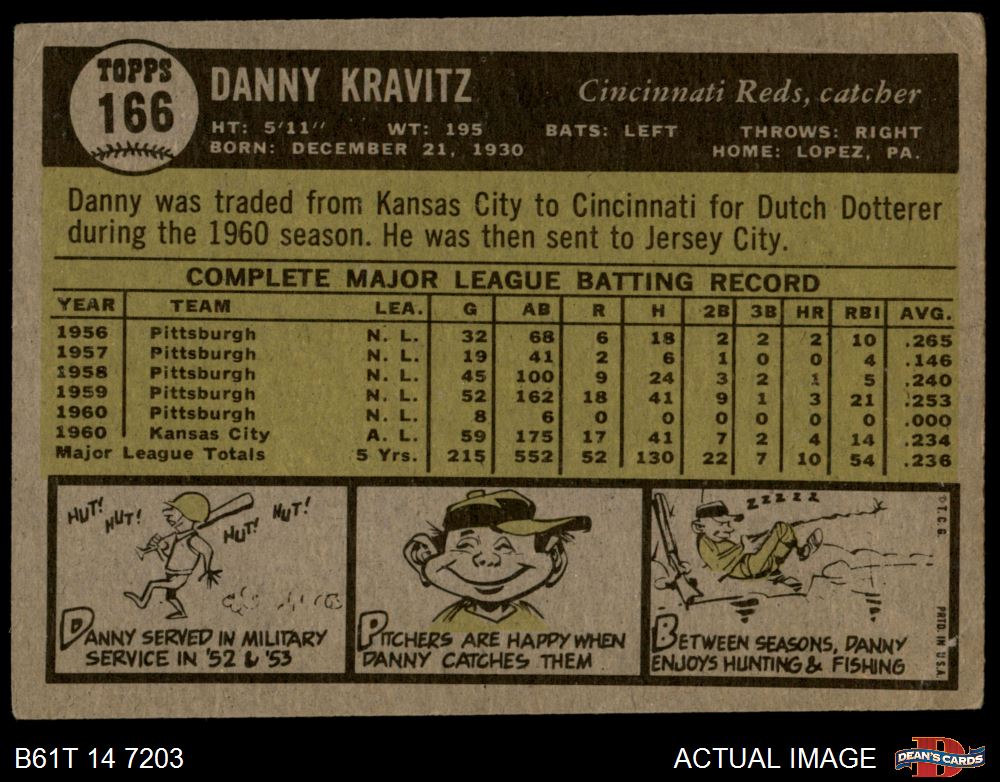 TOPPS
166
DANNY KRAVITZ
Cincinnati Reds, catcher
HT: 5'11" WT: 195 BATS: LEFT THROWS: RIGHT
BORN: DECEMBER 21, 1930 HOME: LOPEZ, PA.
Danny was traded from Kansas City to Cincinnati for Dutch Dotterer
during the 1960 season. He was then sent to Jersey City.
COMPLETE MAJOR LEAGUE BATTING RECORD
YEAR TEAM LEA. G AB R H 2B 3B HR RBI AVG.
1956 Pittsburgh N. L. 32 68 6 18 2 2 2 10 .265
1957 Pittsburgh N. L. 19 41 2 6 1 0 0 4 .146
1958 Pittsburgh N. L. 45 100 9 24 3 2 1 5 .240
1959 Pittsburgh N. L. 52 162 18 41 9 1 3 21 .253
1960 Pittsburgh N. L. 8 6 0 0 0 0 0 0 .000
1960 Kansas City A. L. 59 175 17 41 7 2 4 14 .234
Major League Totals 5 Yrs. 215 552 52 130 22 7 10 54 .236
HUT! HUT! HUT! HUT!
DANNY SERVED IN MILITARY
SERVICE IN '52 & '53
PITCHERS ARE HAPPY WHEN
DANNY CATCHES THEM
ZZZZZ
BETWEEN SEASONS, DANNY
ENJOYS HUNTING & FISHING
©T.C.G. PRTD. IN U.S.A.
B61T 14 7203
ACTUAL IMAGE
D
DEAN'S CARDS